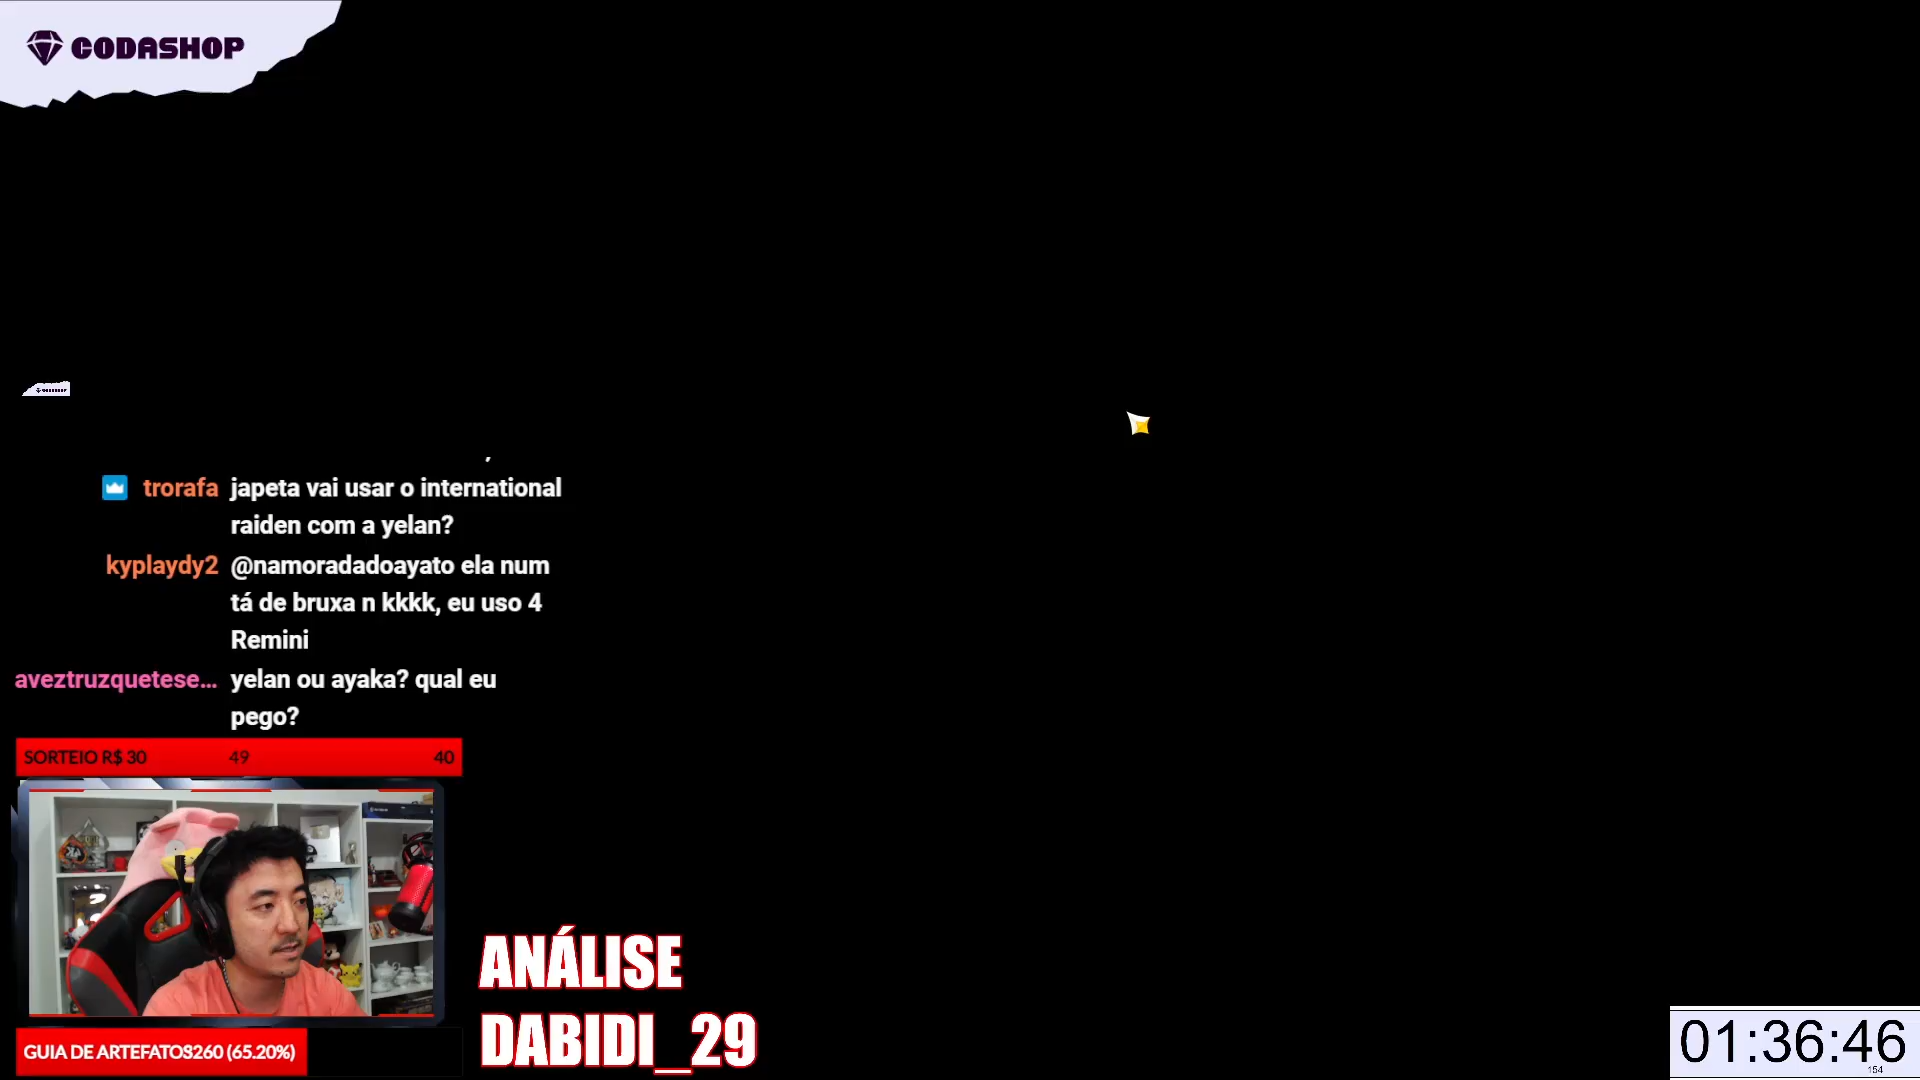 CODASHOP
trorafa japeta vai usar o international
raiden com a yelan?
kyplaydy2 @namoradadoayato ela num
tá de bruxa n kkkk, eu uso 4
Remini
aveztruzquetese... yelan ou ayaka? qual eu
pego?
SORTEIO R$ 30 49 40
ANÁLISE
DABIDI_29
GUIA DE ARTEFATOS260 (65.20%)
01:36:46
154